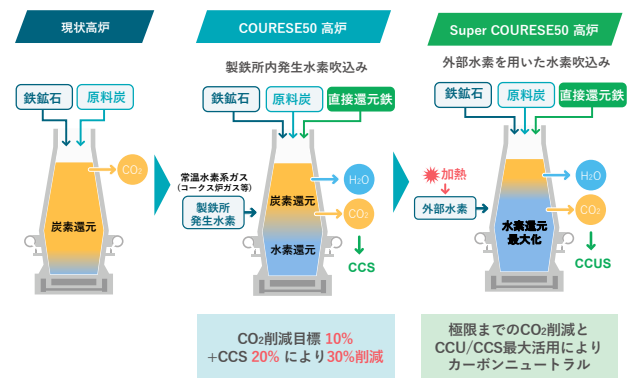 現状高炉
鉄鉱石
原料炭
CO₂
炭素還元
COURESE50 高炉
製鉄所内発生水素吹込み
鉄鉱石
原料炭
直接還元鉄
常温水素系ガス
(コークス炉ガス等)
製鉄所
発生水素
炭素還元
水素還元
H₂O
CO₂
CCS
CO₂削減目標 10%
+CCS 20% により30%削減
Super COURESE50 高炉
外部水素を用いた水素吹込み
鉄鉱石
原料炭
直接還元鉄
加熱
外部水素
水素還元
最大化
H₂O
CO₂
CCUS
極限までのCO₂削減と
CCU/CCS最大活用により
カーボンニュートラル